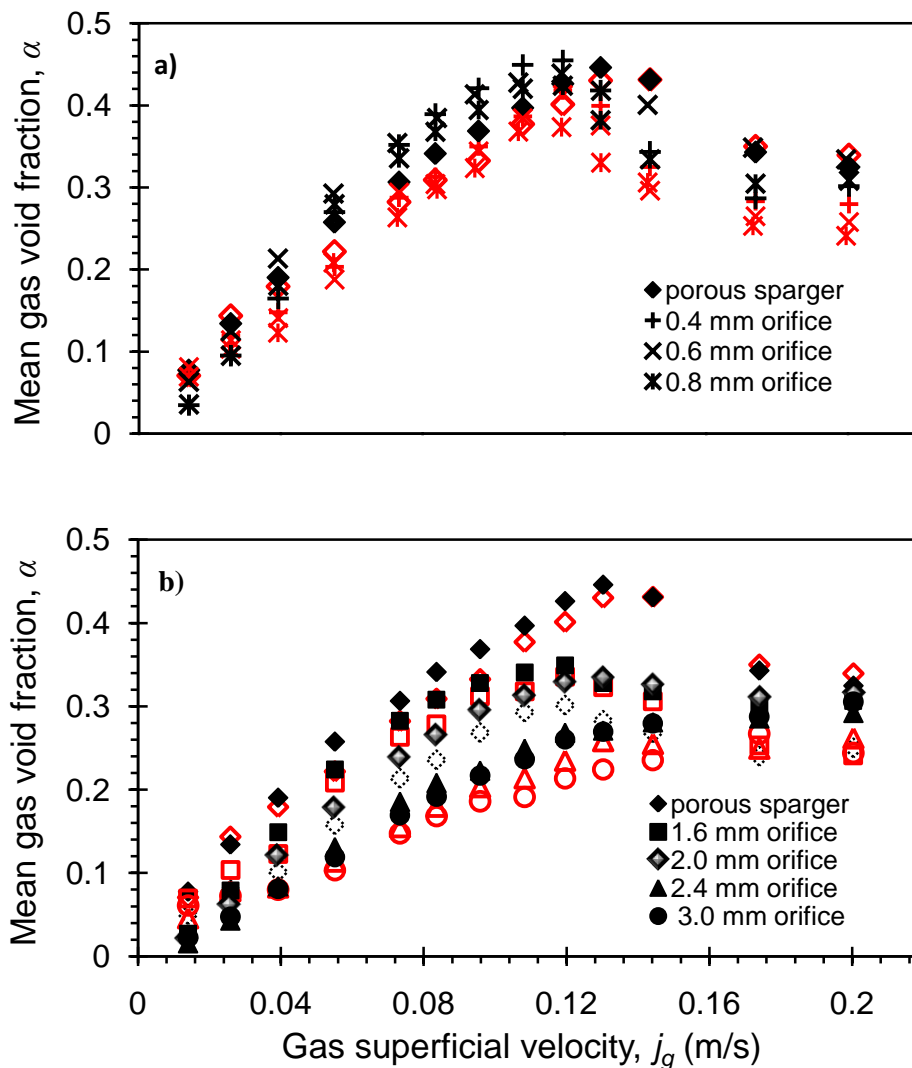 0.5
a)
0.4
0.3
0.2
0.1
0
Mean gas void fraction, α
porous sparger
0.4 mm orifice
0.6 mm orifice
0.8 mm orifice
0.5
b)
0.4
0.3
0.2
0.1
0
Mean gas void fraction, α
porous sparger
1.6 mm orifice
2.0 mm orifice
2.4 mm orifice
3.0 mm orifice
0 0.04 0.08 0.12 0.16 0.2
Gas superficial velocity, jg (m/s)